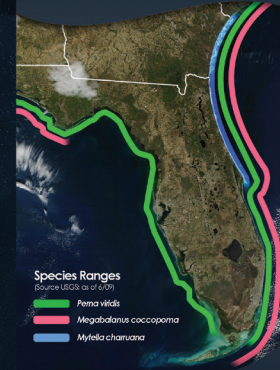 Species Ranges
(Source USGS: as of 6/09)
Perna viridis
Megabalanus coccopoma
Mytella charruana